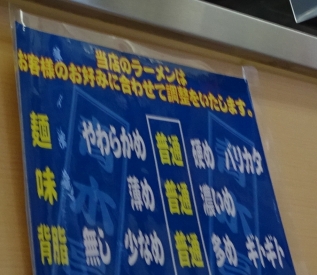 当店のラーメンは
お客様のお好みに合わせて調整をいたします。
麺 やわらかめ 普通 硬め バリカタ
味 薄め 普通 濃いめ
背脂 無し 少なめ 普通 多め ギトギト